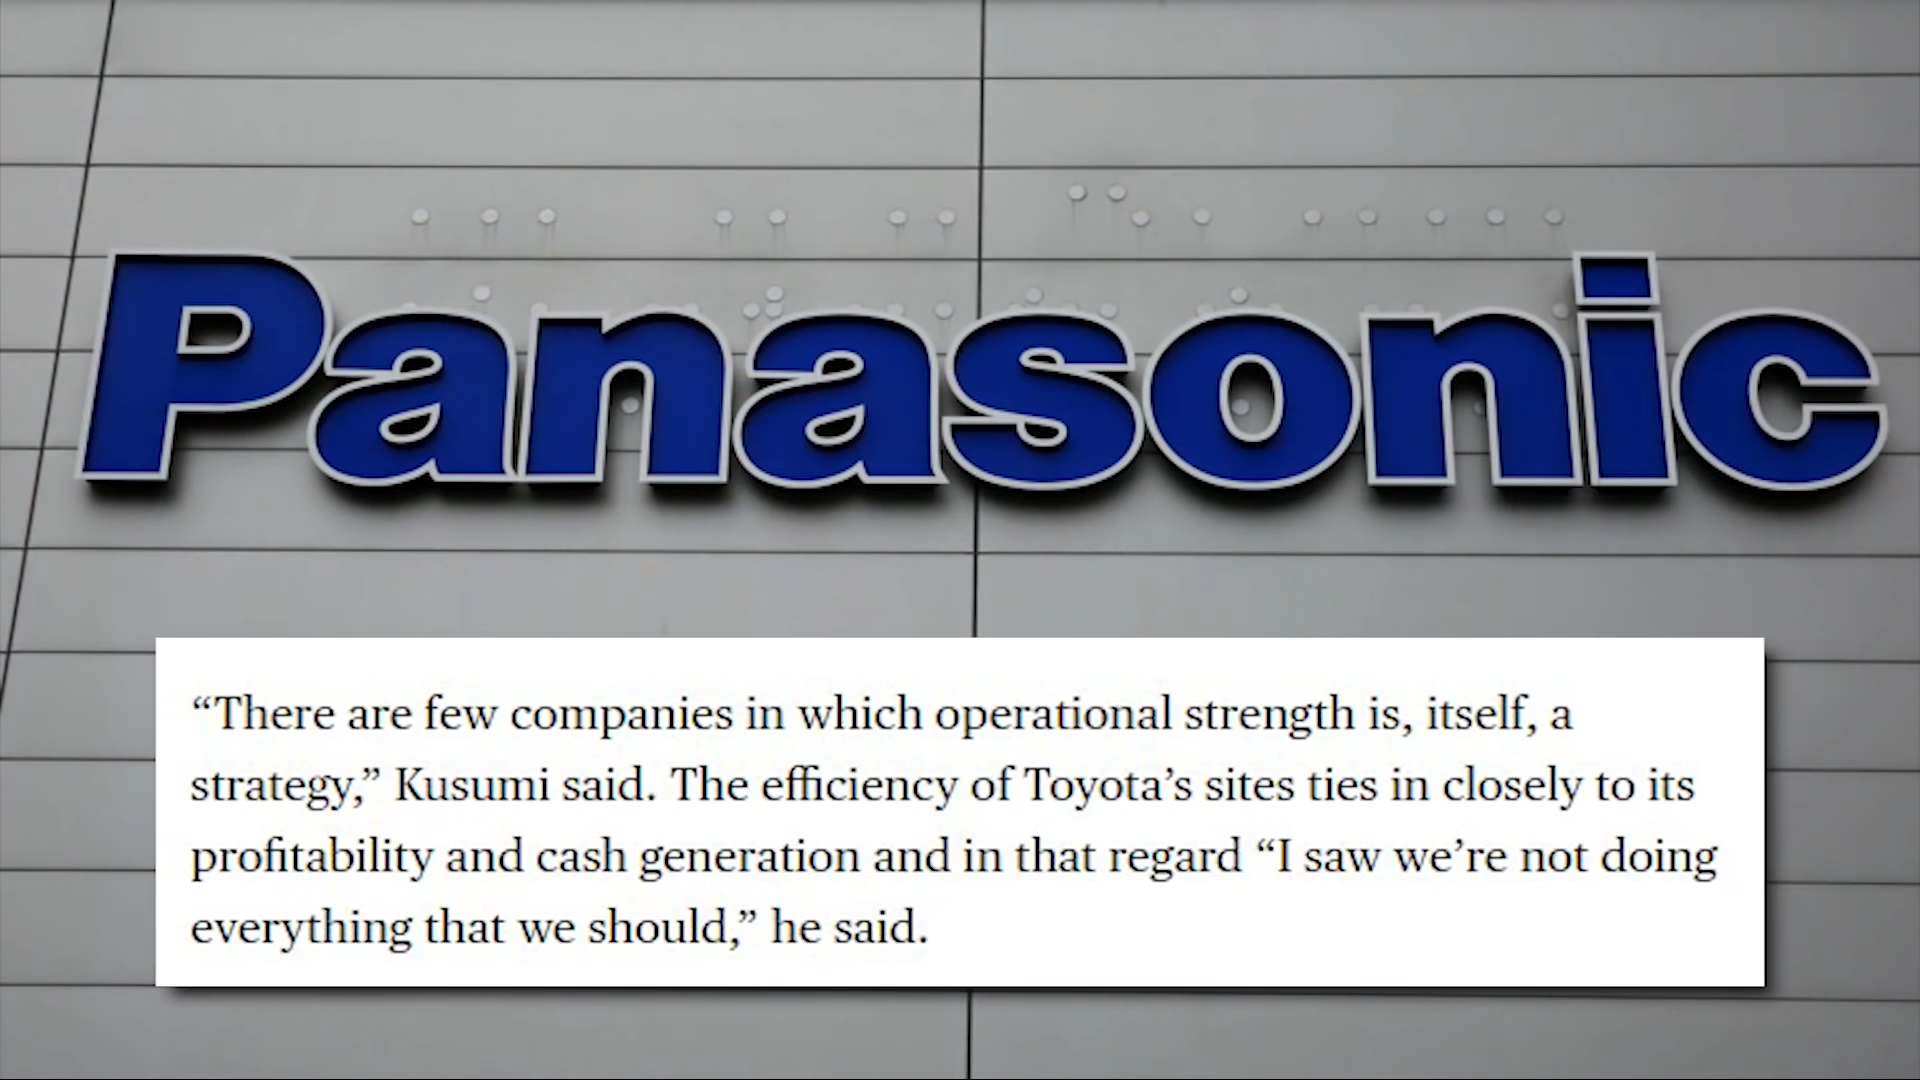 Panasonic
“There are few companies in which operational strength is, itself, a
strategy,” Kusumi said. The efficiency of Toyota’s sites ties in closely to its
profitability and cash generation and in that regard “I saw we’re not doing
everything that we should,” he said.